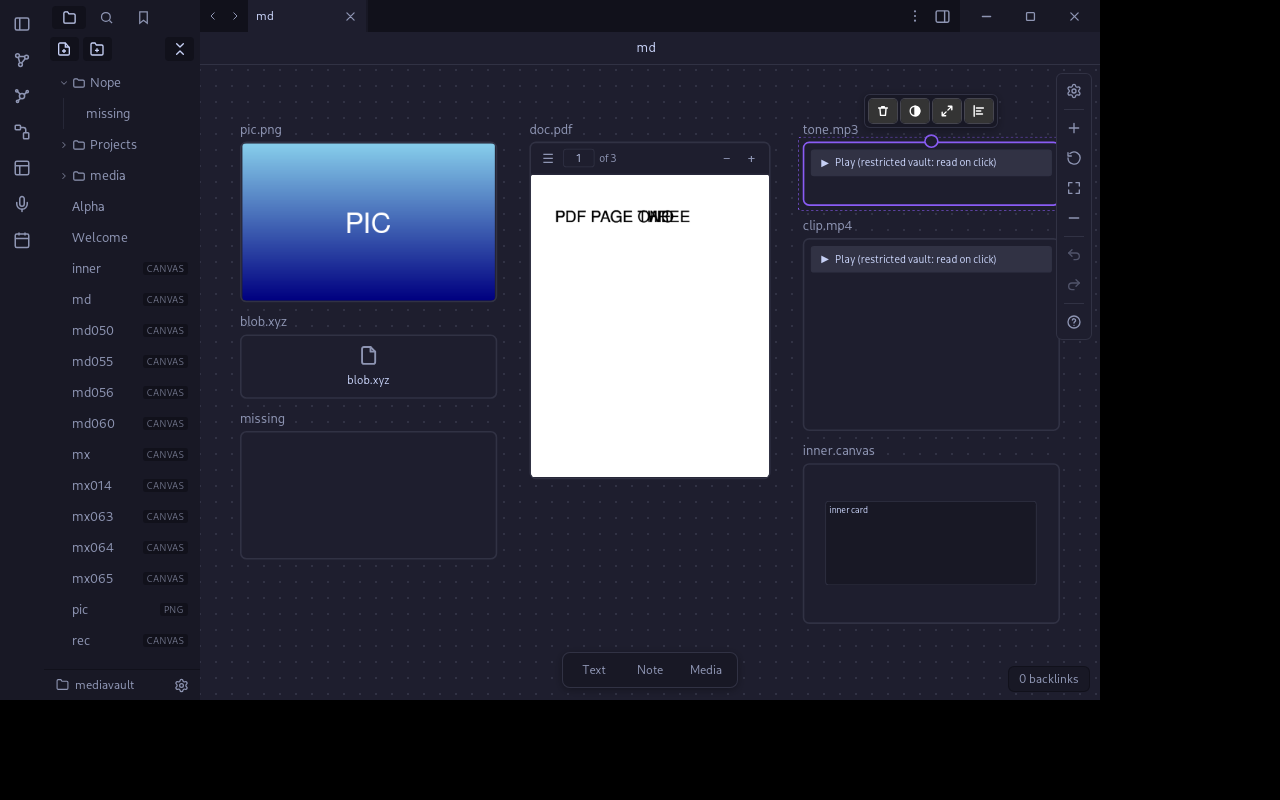 md
md
Nope
missing
Projects
media
Alpha
Welcome
inner CANVAS
md CANVAS
md050 CANVAS
md055 CANVAS
md056 CANVAS
md060 CANVAS
mx CANVAS
mx014 CANVAS
mx063 CANVAS
mx064 CANVAS
mx065 CANVAS
pic PNG
rec CANVAS
mediavault
pic.png
PIC
blob.xyz
blob.xyz
missing
doc.pdf
1 of 3
PDF PAGE
tone.mp3
Play (restricted vault: read on click)
clip.mp4
Play (restricted vault: read on click)
inner.canvas
inner card
Text Note Media
0 backlinks